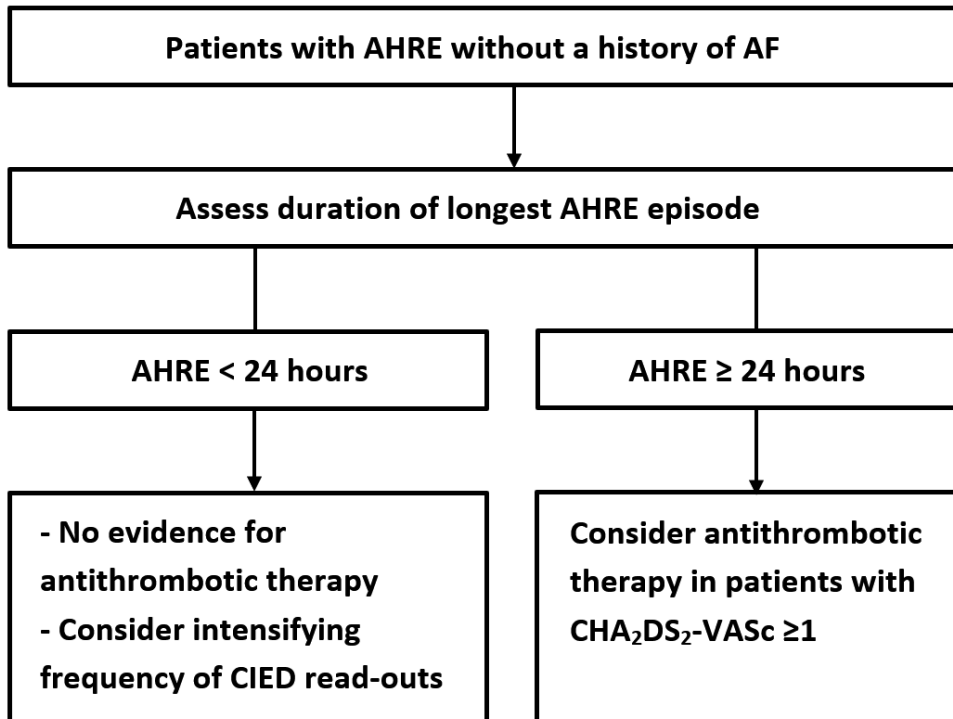 Patients with AHRE without a history of AF
Assess duration of longest AHRE episode
AHRE < 24 hours
AHRE ≥ 24 hours
- No evidence for
antithrombotic therapy
- Consider intensifying
frequency of CIED read-outs
Consider antithrombotic
therapy in patients with
CHA₂DS₂-VASc ≥1